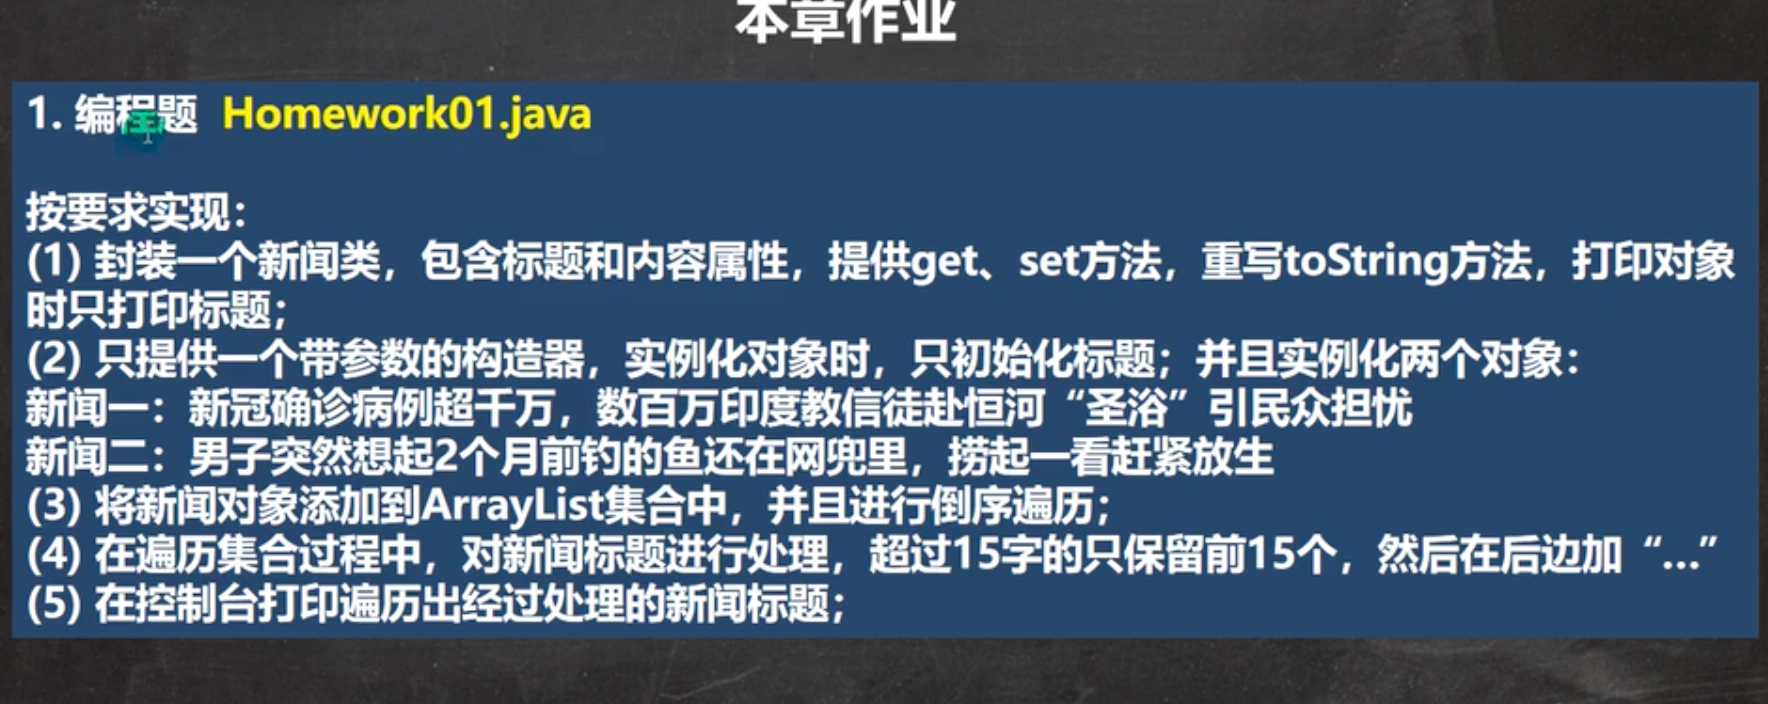 本章作业
1. 编程题 Homework01.java
按要求实现：
(1) 封装一个新闻类，包含标题和内容属性，提供get、set方法，重写toString方法，打印对象
时只打印标题；
(2) 只提供一个带参数的构造器，实例化对象时，只初始化标题；并且实例化两个对象：
新闻一：新冠确诊病例超千万，数百万印度教信徒赴恒河“圣浴”引民众担忧
新闻二：男子突然想起2个月前钓的鱼还在网兜里，捞起一看赶紧放生
(3) 将新闻对象添加到ArrayList集合中，并且进行倒序遍历；
(4) 在遍历集合过程中，对新闻标题进行处理，超过15字的只保留前15个，然后在后边加“...”
(5) 在控制台打印遍历出经过处理的新闻标题；